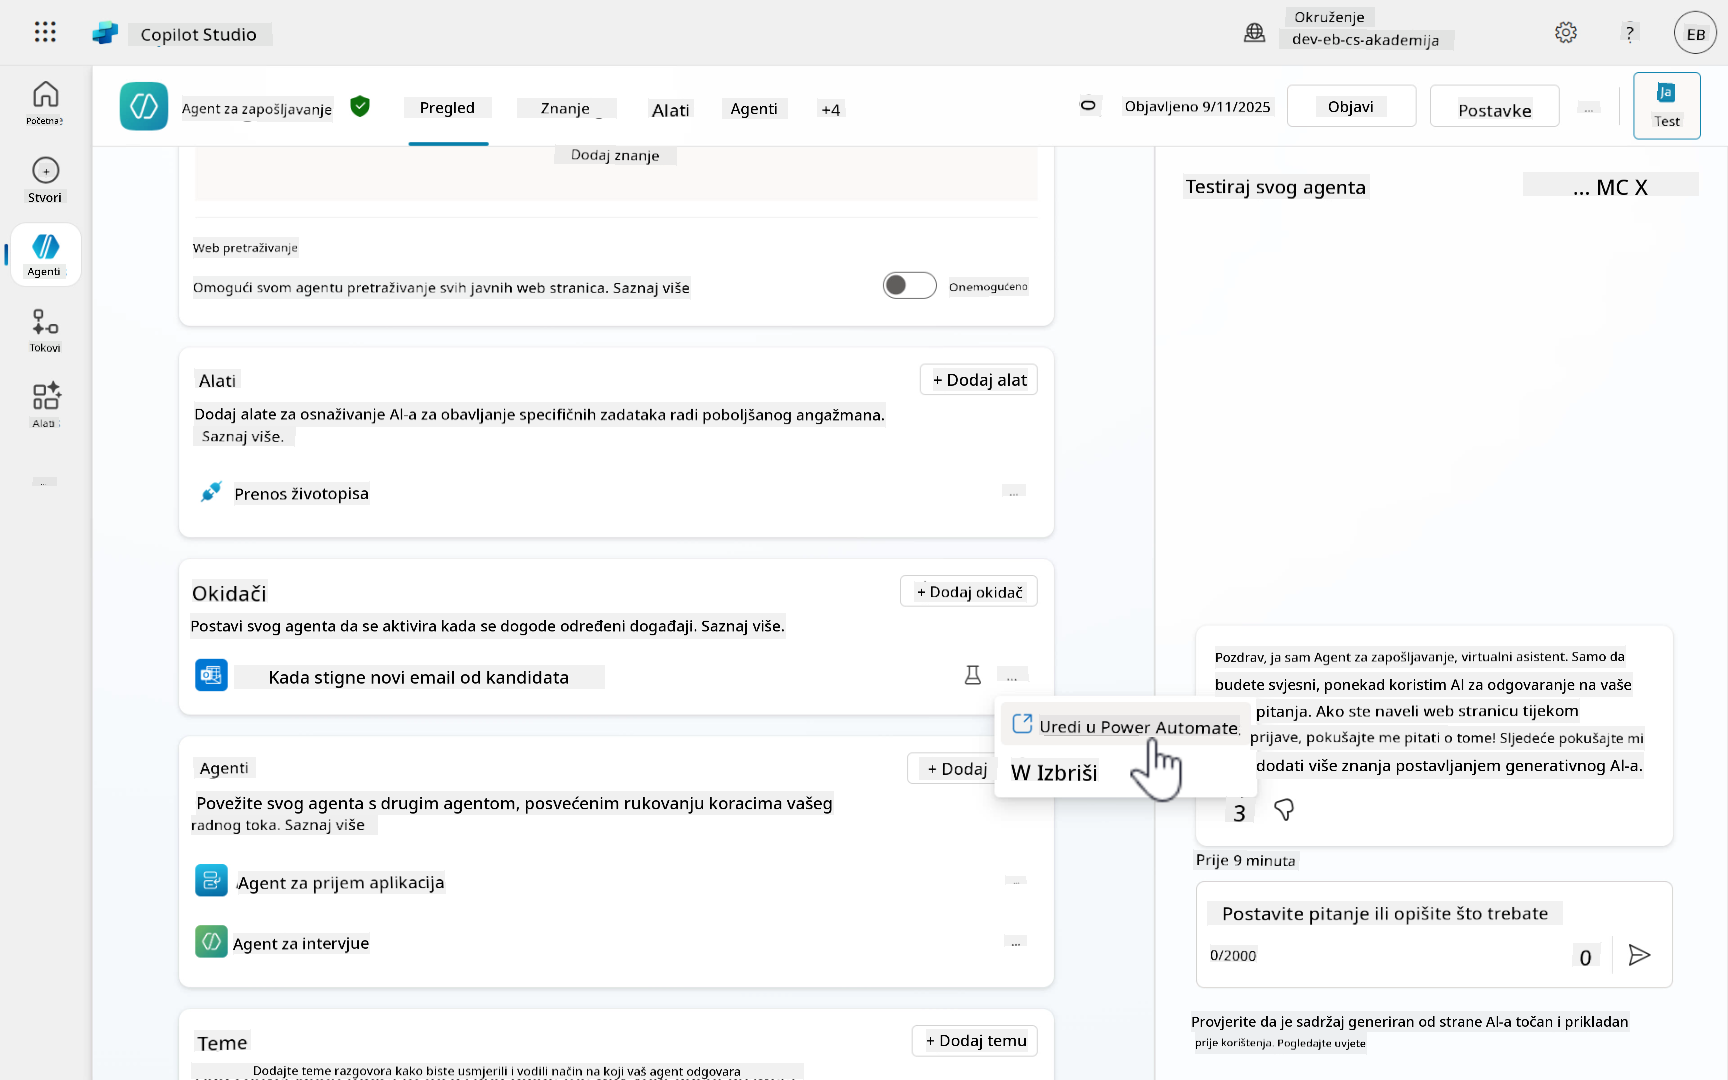 Copilot Studio
Okruženje
dev-eb-cs-akademija
?
EB
Početna
Stvori
Agenti
Tokovi
Alati
...
Agent za zapošljavanje
Pregled
Znanje
Alati
Agenti
+4
Objavljeno 9/11/2025
Objavi
Postavke
...
Ja
Test
Dodaj znanje
Web pretraživanje
Omogući svom agentu pretraživanje svih javnih web stranica. Saznaj više
Onemogućeno
Alati
+ Dodaj alat
Dodaj alate za osnaživanje AI-a za obavljanje specifičnih zadataka radi poboljšanog angažmana.
Saznaj više.
Prenos životopisa
...
Okidači
+ Dodaj okidač
Postavi svog agenta da se aktivira kada se dogode određeni događaji. Saznaj više.
Kada stigne novi email od kandidata
...
Uredi u Power Automate
W Izbriši
Agenti
+ Dodaj
Povežite svog agenta s drugim agentom, posvećenim rukovanju koracima vašeg
radnog toka. Saznaj više
Agent za prijem aplikacija
...
Agent za intervjue
...
Teme
+ Dodaj temu
Dodajte teme razgovora kako biste usmjerili i vodili način na koji vaš agent odgovara
Testiraj svog agenta
... MC X
Pozdrav, ja sam Agent za zapošljavanje, virtualni asistent. Samo da
budete svjesni, ponekad koristim AI za odgovaranje na vaše
pitanja. Ako ste naveli web stranicu tijekom
prijave, pokušajte me pitati o tome! Sljedeće pokušajte mi
dodati više znanja postavljanjem generativnog AI-a.
3
Prije 9 minuta
Postavite pitanje ili opišite što trebate
0/2000
0
Provjerite da je sadržaj generiran od strane AI-a točan i prikladan
prije korištenja. Pogledajte uvjete